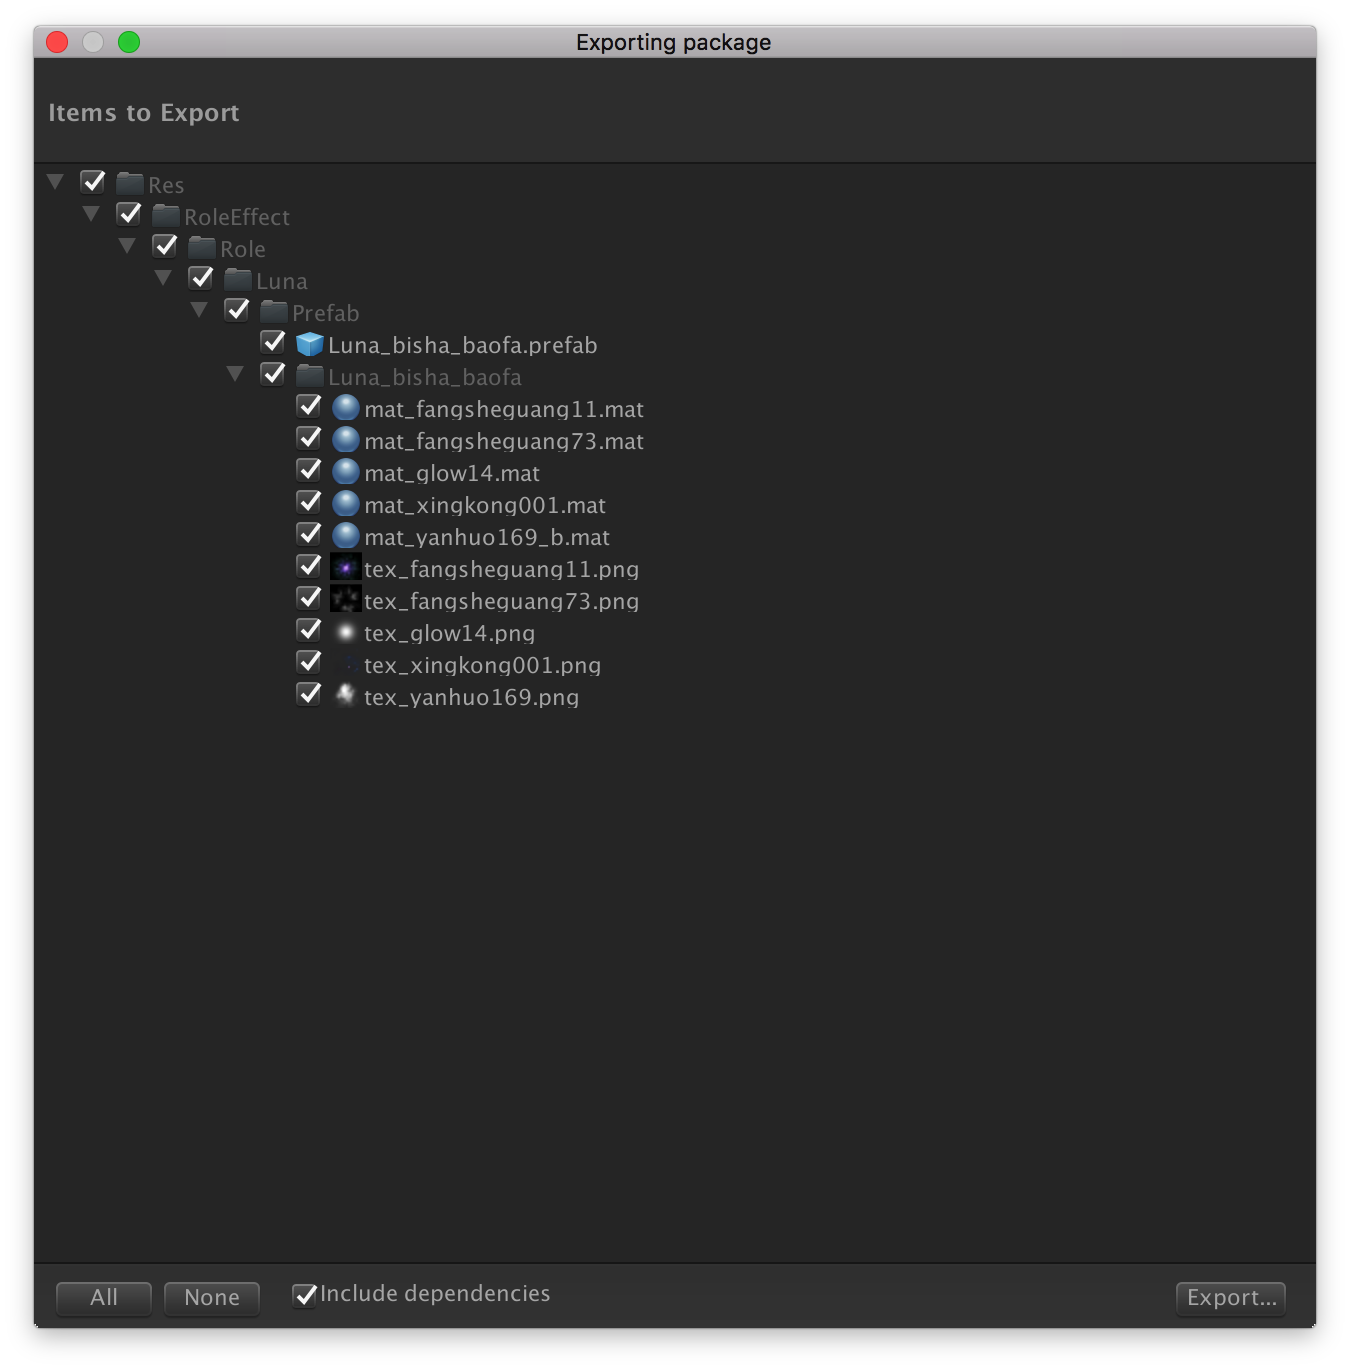 Exporting package
Items to Export
Res
RoleEffect
Role
Luna
Prefab
Luna_bisha_baofa.prefab
Luna_bisha_baofa
mat_fangsheguang11.mat
mat_fangsheguang73.mat
mat_glow14.mat
mat_xingkong001.mat
mat_yanhuo169_b.mat
tex_fangsheguang11.png
tex_fangsheguang73.png
tex_glow14.png
tex_xingkong001.png
tex_yanhuo169.png
All None Include dependencies Export...